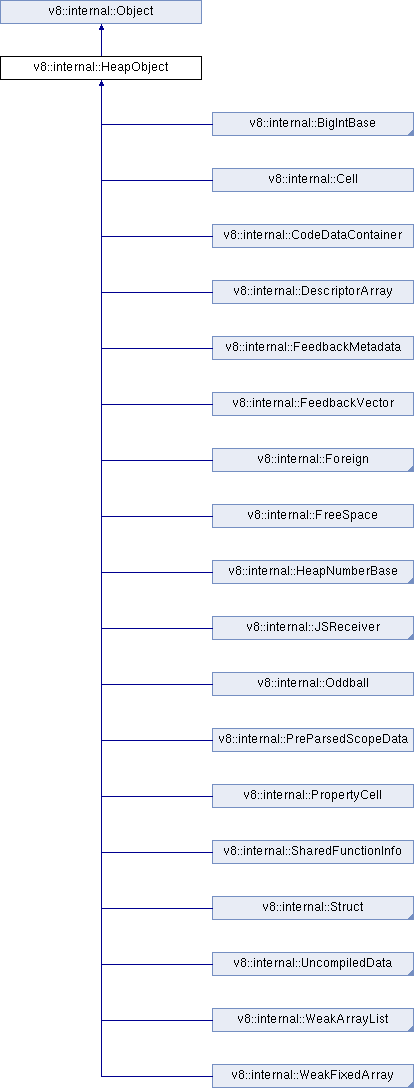 v8::internal::Object
v8::internal::HeapObject
v8::internal::BigIntBase
v8::internal::Cell
v8::internal::CodeDataContainer
v8::internal::DescriptorArray
v8::internal::FeedbackMetadata
v8::internal::FeedbackVector
v8::internal::Foreign
v8::internal::FreeSpace
v8::internal::HeapNumberBase
v8::internal::JSReceiver
v8::internal::Oddball
v8::internal::PreParsedScopeData
v8::internal::PropertyCell
v8::internal::SharedFunctionInfo
v8::internal::Struct
v8::internal::UncompiledData
v8::internal::WeakArrayList
v8::internal::WeakFixedArray